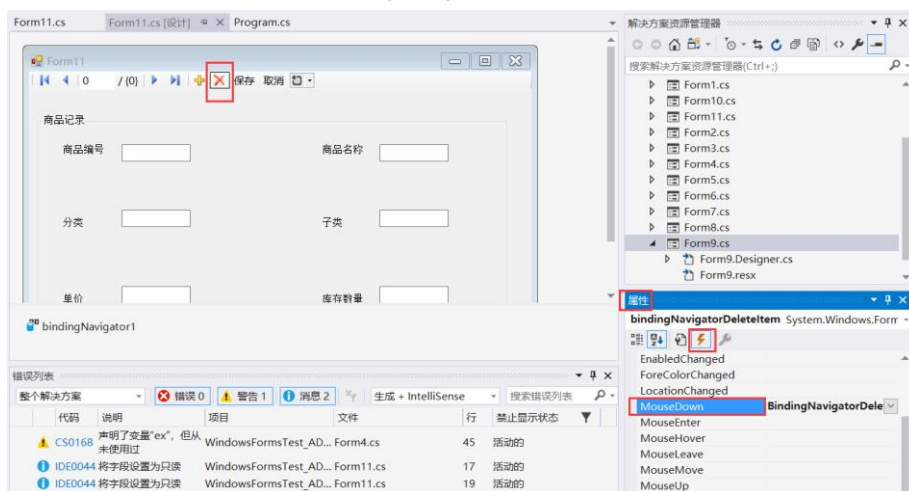 Form11.cs Form11.cs [设计] Program.cs
Form11
0 / {0} 保存 取消
商品记录
商品编号 商品名称
分类 子类
单价 库存数量
bindingNavigator1
错误列表
整个解决方案 错误 0 警告 1 消息 2 生成 + IntelliSense 搜索错误列表
代码 说明 项目 文件 行 禁止显示状态
CS0168 声明了变量"ex"，但从未使用过 WindowsFormsTest_AD... Form4.cs 45 活动的
IDE0044 将字段设置为只读 WindowsFormsTest_AD... Form11.cs 17 活动的
IDE0044 将字段设置为只读 WindowsFormsTest_AD... Form11.cs 19 活动的
解决方案资源管理器
搜索解决方案资源管理器(Ctrl+;)
Form1.cs
Form10.cs
Form11.cs
Form2.cs
Form3.cs
Form4.cs
Form5.cs
Form6.cs
Form7.cs
Form8.cs
Form9.cs
Form9.Designer.cs
Form9.resx
属性
bindingNavigatorDeleteItem System.Windows.Form
EnabledChanged
ForeColorChanged
LocationChanged
MouseDown BindingNavigatorDele
MouseEnter
MouseHover
MouseLeave
MouseMove
MouseUp